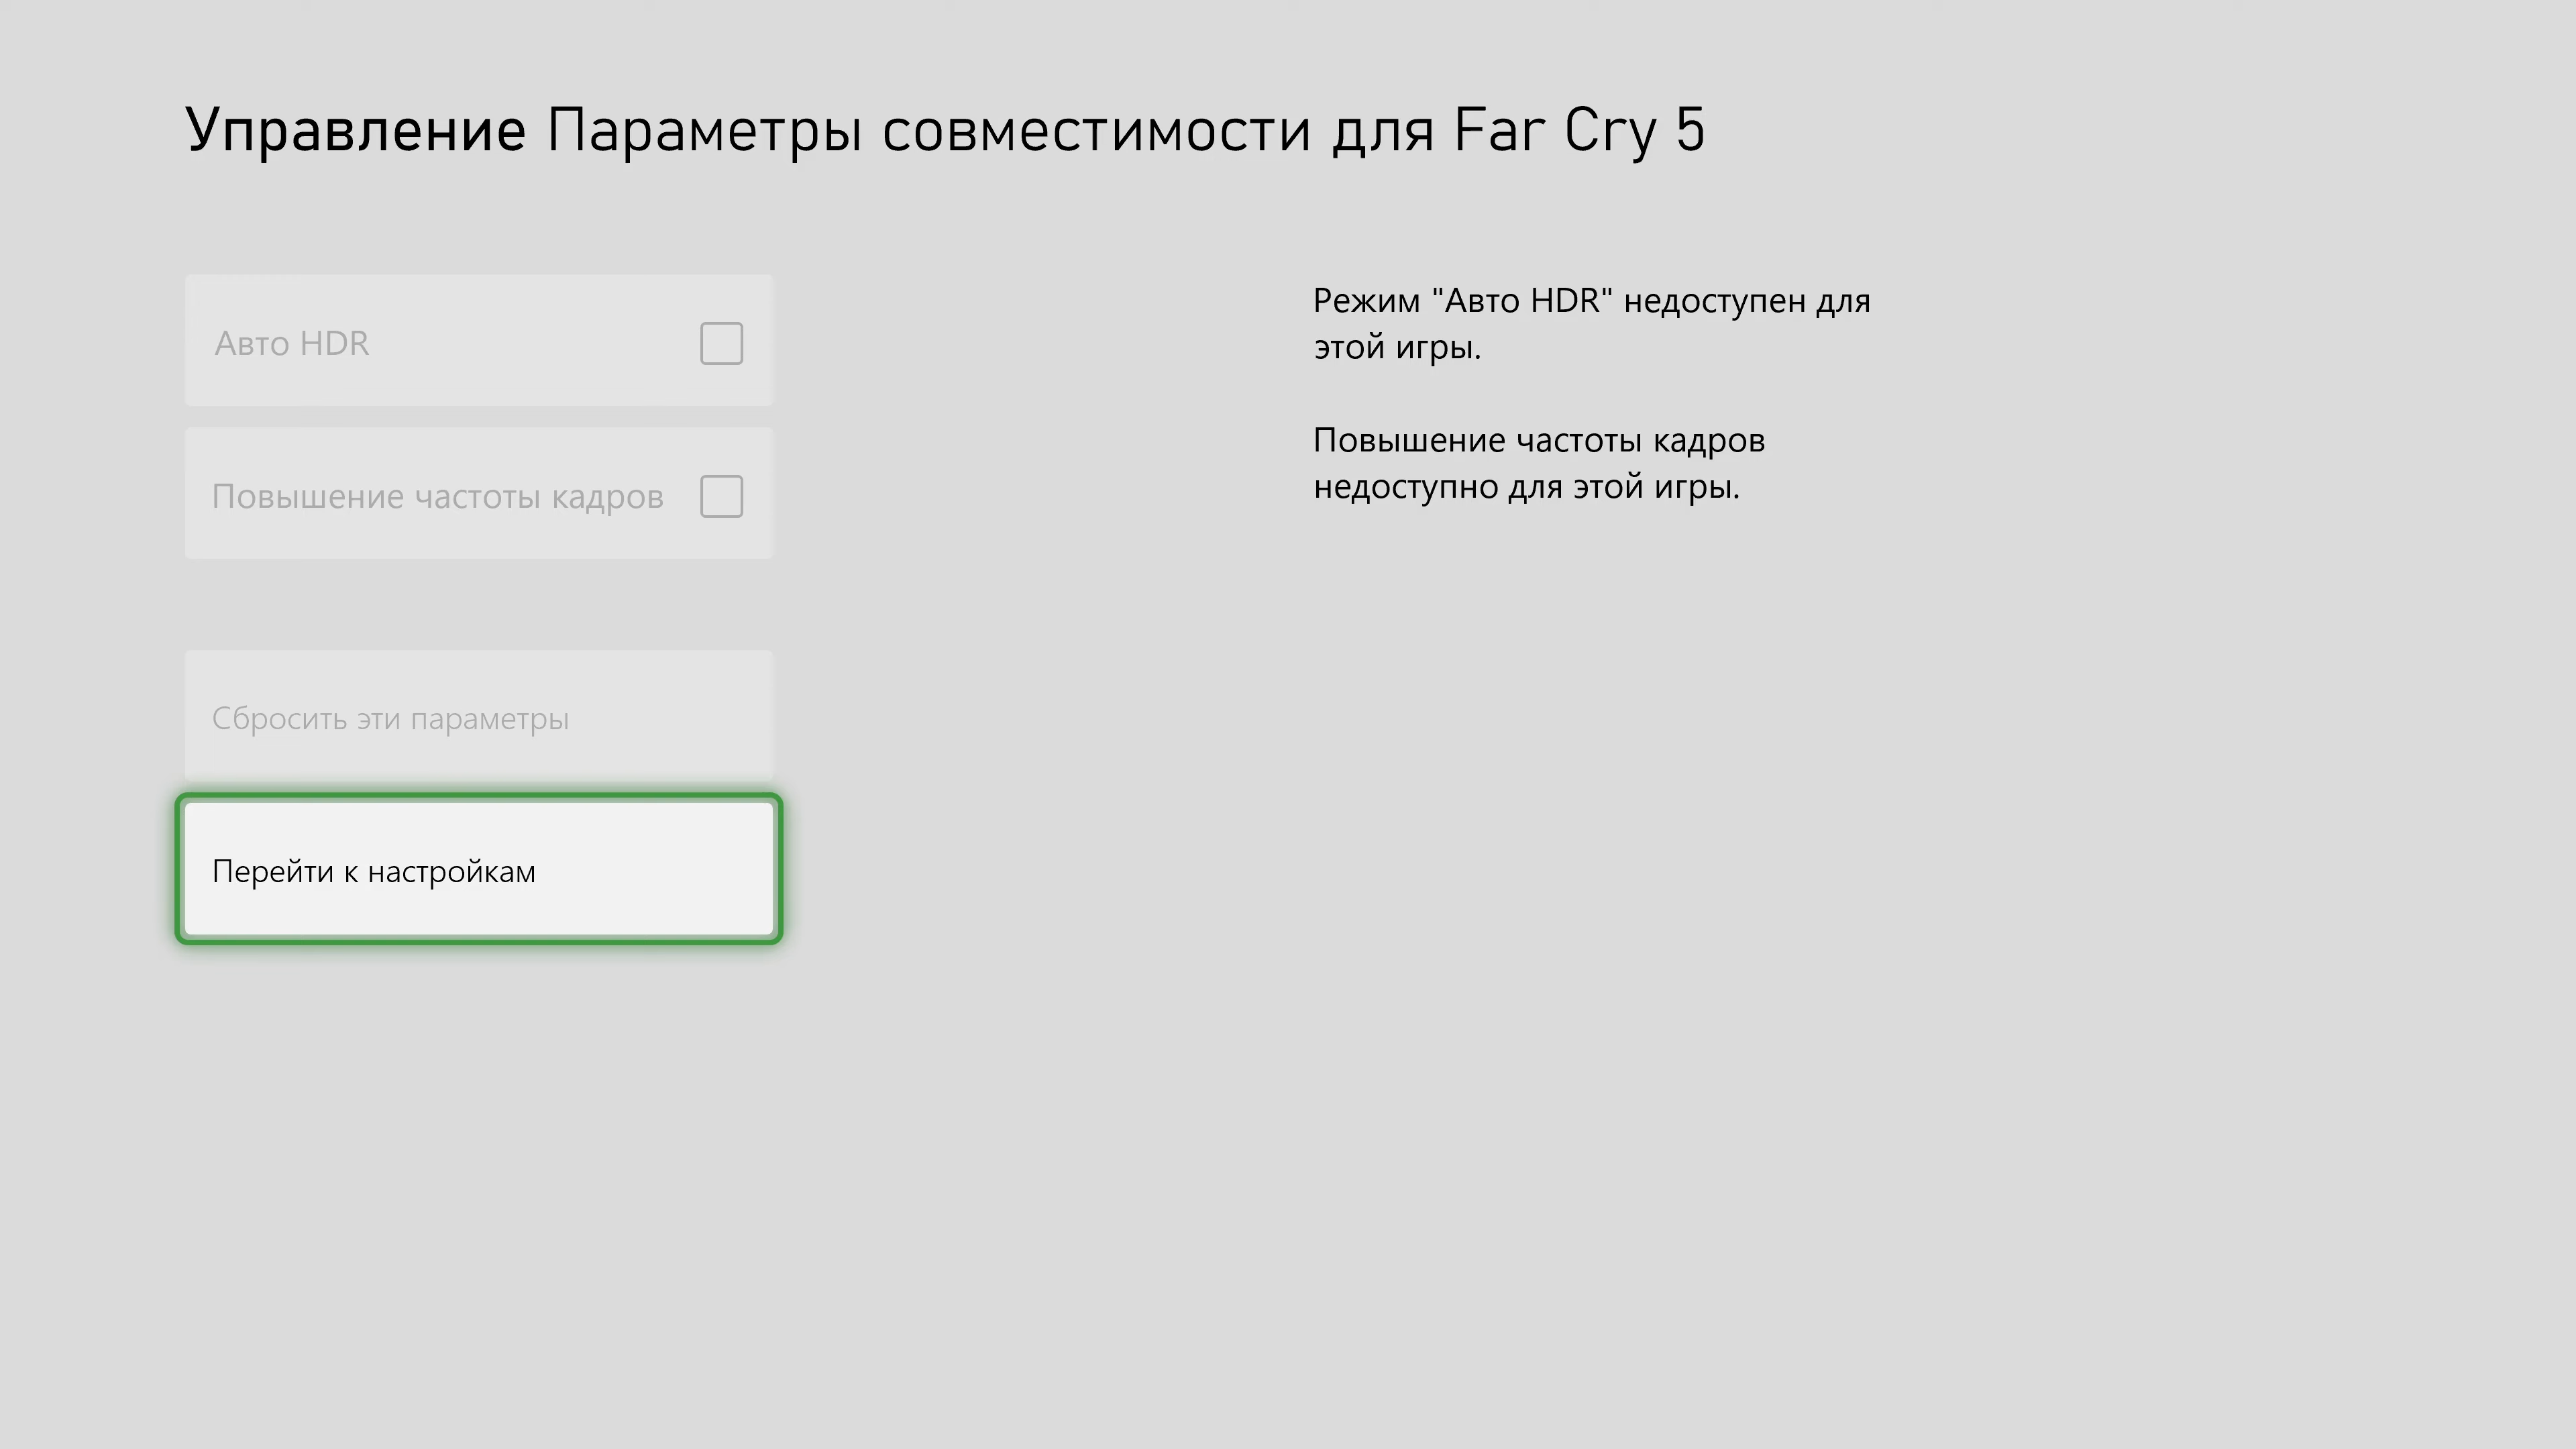 Управление Параметры совместимости для Far Cry 5
Авто HDR
Повышение частоты кадров
Сбросить эти параметры
Перейти к настройкам
Режим "Авто HDR" недоступен для
этой игры.
Повышение частоты кадров
недоступно для этой игры.